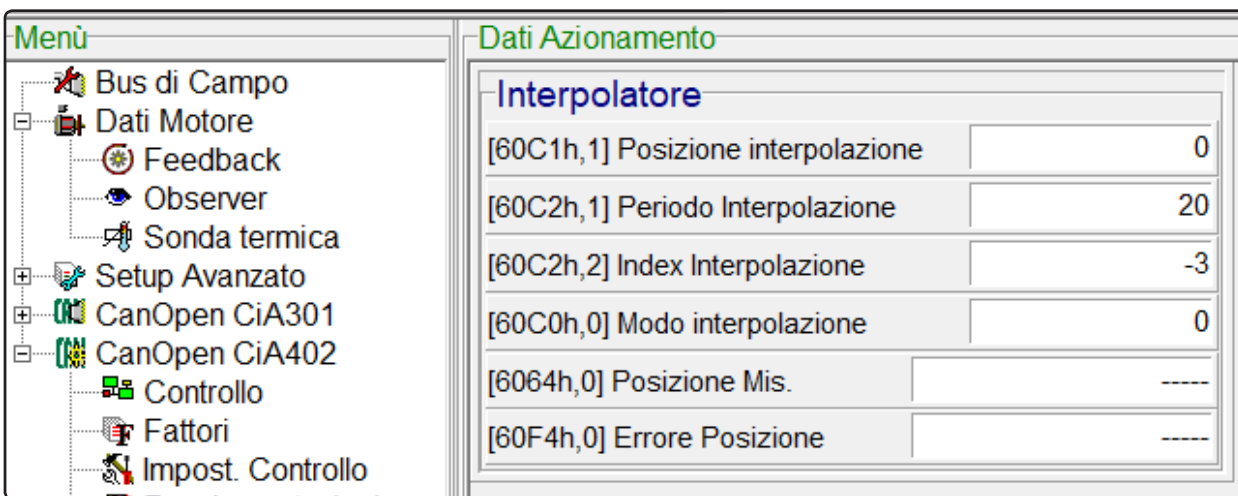 Menù
Bus di Campo
Dati Motore
Feedback
Observer
Sonda termica
Setup Avanzato
CanOpen CiA301
CanOpen CiA402
Controllo
Fattori
Impost. Controllo
Dati Azionamento
Interpolatore
[60C1h,1] Posizione interpolazione 0
[60C2h,1] Periodo Interpolazione 20
[60C2h,2] Index Interpolazione -3
[60C0h,0] Modo interpolazione 0
[6064h,0] Posizione Mis. -----
[60F4h,0] Errore Posizione -----